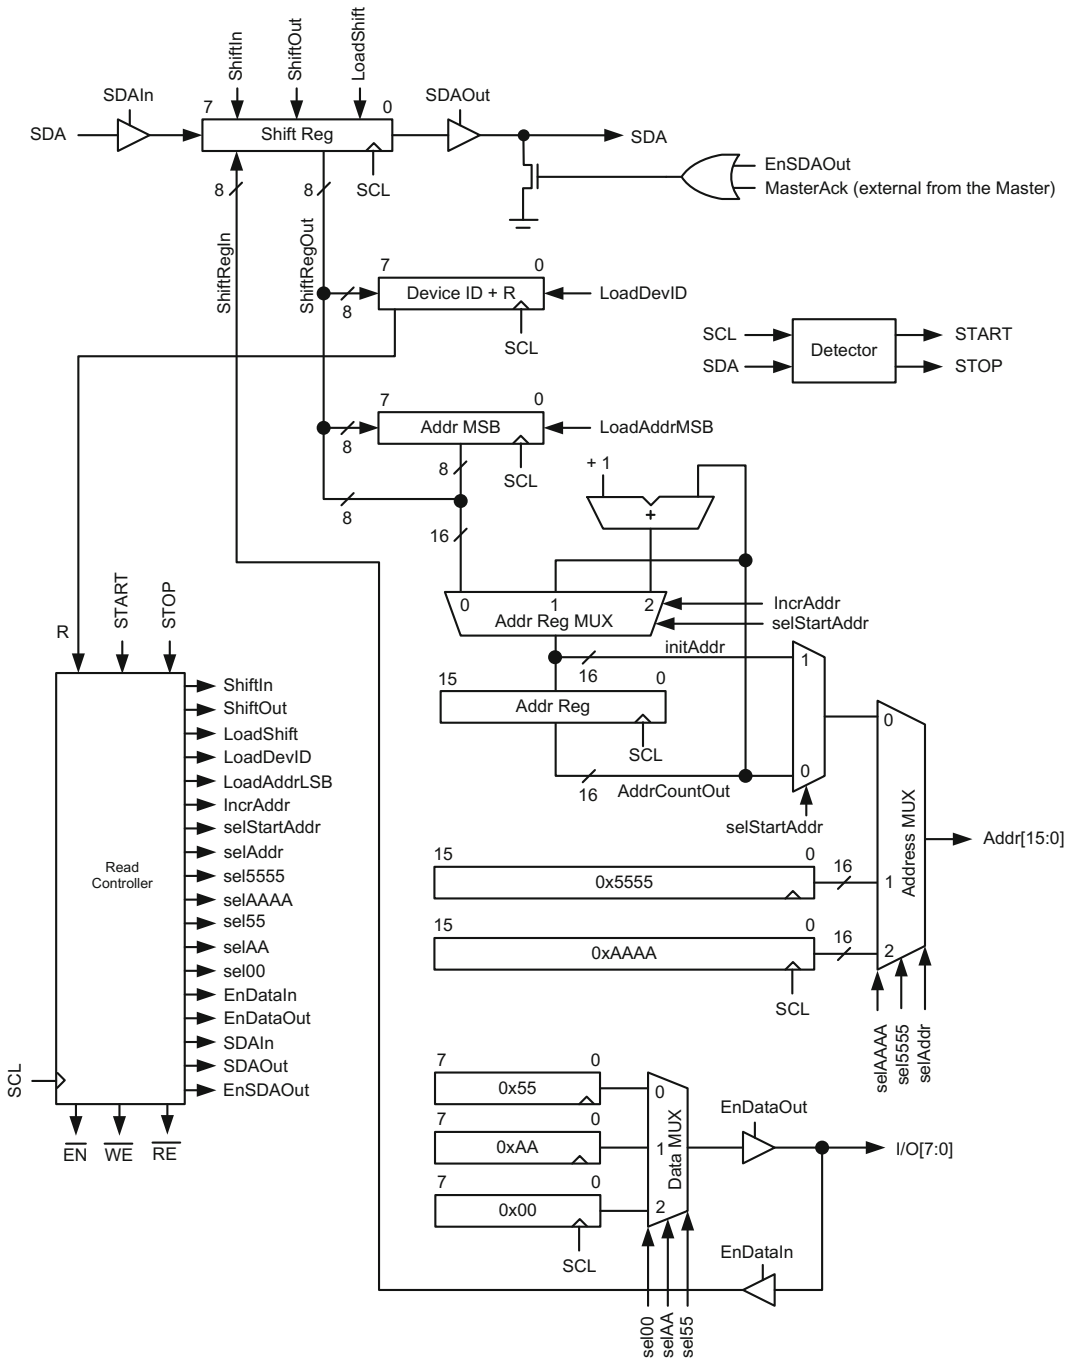 ShiftIn
ShiftOut
LoadShift
SDAIn
7
0
SDAOut
SDA
Shift Reg
SDA
SCL
EnSDAOut
MasterAck (external from the Master)
8
8
ShiftRegIn
ShiftRegOut
7
0
Device ID + R
LoadDevID
8
SCL
SCL
SDA
Detector
START
STOP
7
0
Addr MSB
LoadAddrMSB
8
8
SCL
8
16
+ 1
+
0
1
2
Addr Reg MUX
IncrAddr
selStartAddr
initAddr
16
1
15
0
Addr Reg
SCL
16
AddrCountOut
0
selStartAddr
0
1
2
Address MUX
Addr[15:0]
15
0
0x5555
16
15
0
0xAAAA
16
SCL
selAAAA
sel5555
selAddr
R
START
STOP
Read
Controller
SCL
ShiftIn
ShiftOut
LoadShift
LoadDevID
LoadAddrLSB
IncrAddr
selStartAddr
selAddr
sel5555
selAAAA
sel55
selAA
sel00
EnDataIn
EnDataOut
SDAIn
SDAOut
EnSDAOut
EN
WE
RE
7
0
0x55
7
0
0xAA
7
0
0x00
SCL
0
1
2
Data MUX
EnDataOut
I/O[7:0]
EnDataIn
sel00
selAA
sel55